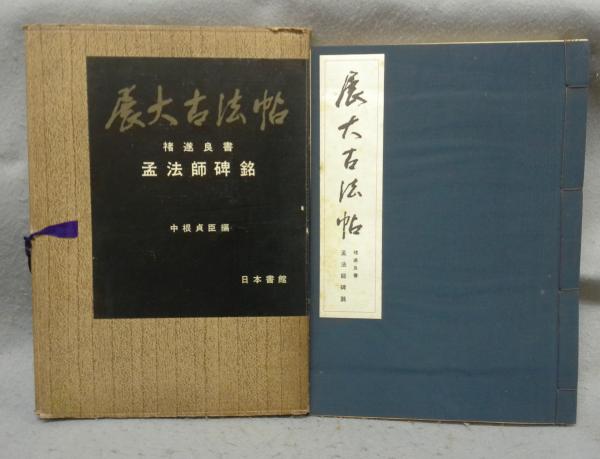 展大古法帖
褚遂良書
孟法師碑銘
中根貞臣編
日本書館
展大古法帖
褚遂良書
孟法師碑銘